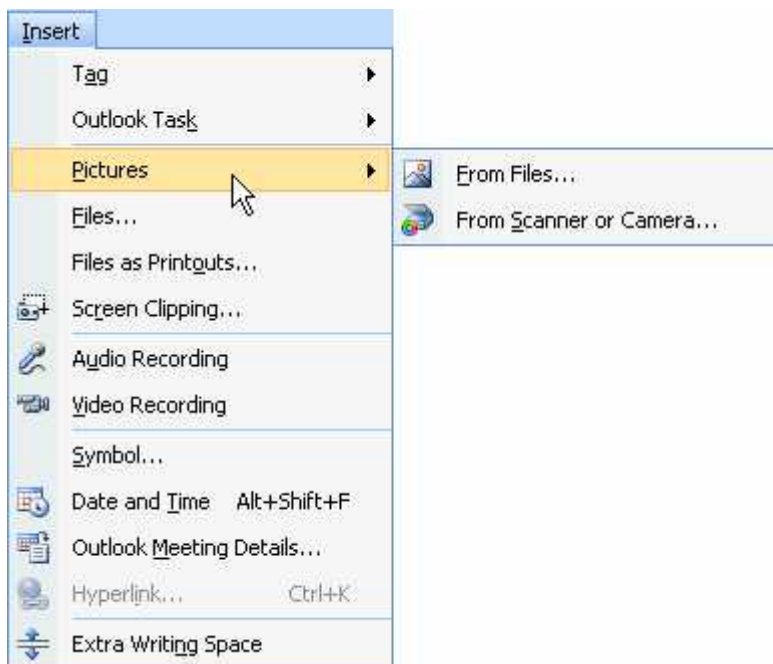 Insert
Tag
Outlook Task
Pictures
From Files...
From Scanner or Camera...
Files...
Files as Printouts...
Screen Clipping...
Audio Recording
Video Recording
Symbol...
Date and Time Alt+Shift+F
Outlook Meeting Details...
Hyperlink... Ctrl+K
Extra Writing Space